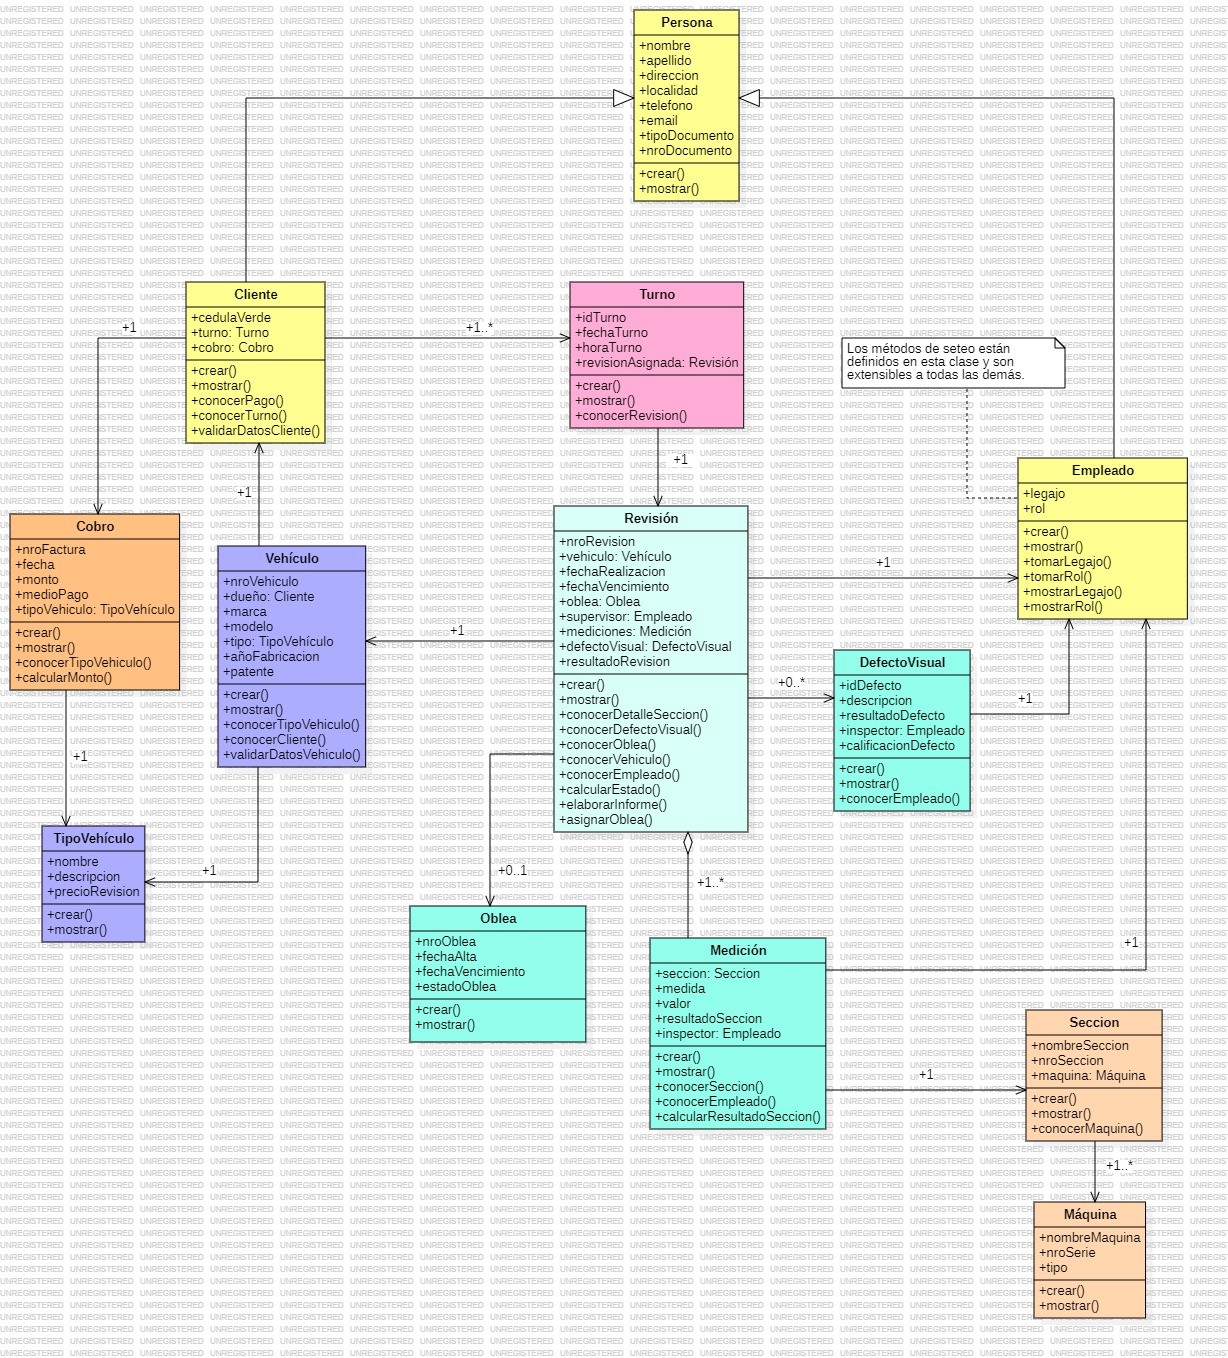 Persona
+nombre
+apellido
+direccion
+localidad
+telefono
+email
+tipoDocumento
+nroDocumento
+crear()
+mostrar()
Cliente
+cedulaVerde
+turno: Turno
+cobro: Cobro
+crear()
+mostrar()
+conocerPago()
+conocerTurno()
+validarDatosCliente()
+1
+1..*
Turno
+idTurno
+fechaTurno
+horaTurno
+revisionAsignada: Revisión
+crear()
+mostrar()
+conocerRevision()
Los métodos de seteo están
definidos en esta clase y son
extensibles a todas las demás.
+1
+1
Empleado
+legajo
+rol
+crear()
+mostrar()
+tomarLegajo()
+tomarRol()
+mostrarLegajo()
+mostrarRol()
Cobro
+nroFactura
+fecha
+monto
+medioPago
+tipoVehiculo: TipoVehículo
+crear()
+mostrar()
+conocerTipoVehiculo()
+calcularMonto()
Vehículo
+nroVehiculo
+dueño: Cliente
+marca
+modelo
+tipo: TipoVehículo
+añoFabricacion
+patente
+crear()
+mostrar()
+conocerTipoVehiculo()
+conocerCliente()
+validarDatosVehiculo()
+1
Revisión
+nroRevision
+vehiculo: Vehículo
+fechaRealizacion
+fechaVencimiento
+oblea: Oblea
+supervisor: Empleado
+mediciones: Medición
+defectoVisual: DefectoVisual
+resultadoRevision
+crear()
+mostrar()
+conocerDetalleSeccion()
+conocerDefectoVisual()
+conocerOblea()
+conocerVehiculo()
+conocerEmpleado()
+calcularEstado()
+elaborarInforme()
+asignarOblea()
+1
+0..*
DefectoVisual
+idDefecto
+descripcion
+resultadoDefecto
+inspector: Empleado
+calificacionDefecto
+crear()
+mostrar()
+conocerEmpleado()
+1
+1
TipoVehículo
+nombre
+descripcion
+precioRevision
+crear()
+mostrar()
+1
+0..1
+1..*
Oblea
+nroOblea
+fechaAlta
+fechaVencimiento
+estadoOblea
+crear()
+mostrar()
Medición
+seccion: Seccion
+medida
+valor
+resultadoSeccion
+inspector: Empleado
+crear()
+mostrar()
+conocerSeccion()
+conocerEmpleado()
+calcularResultadoSeccion()
+1
+1
Seccion
+nombreSeccion
+nroSeccion
+maquina: Máquina
+crear()
+mostrar()
+conocerMaquina()
+1..*
Máquina
+nombreMaquina
+nroSerie
+tipo
+crear()
+mostrar()
UNREGISTERED